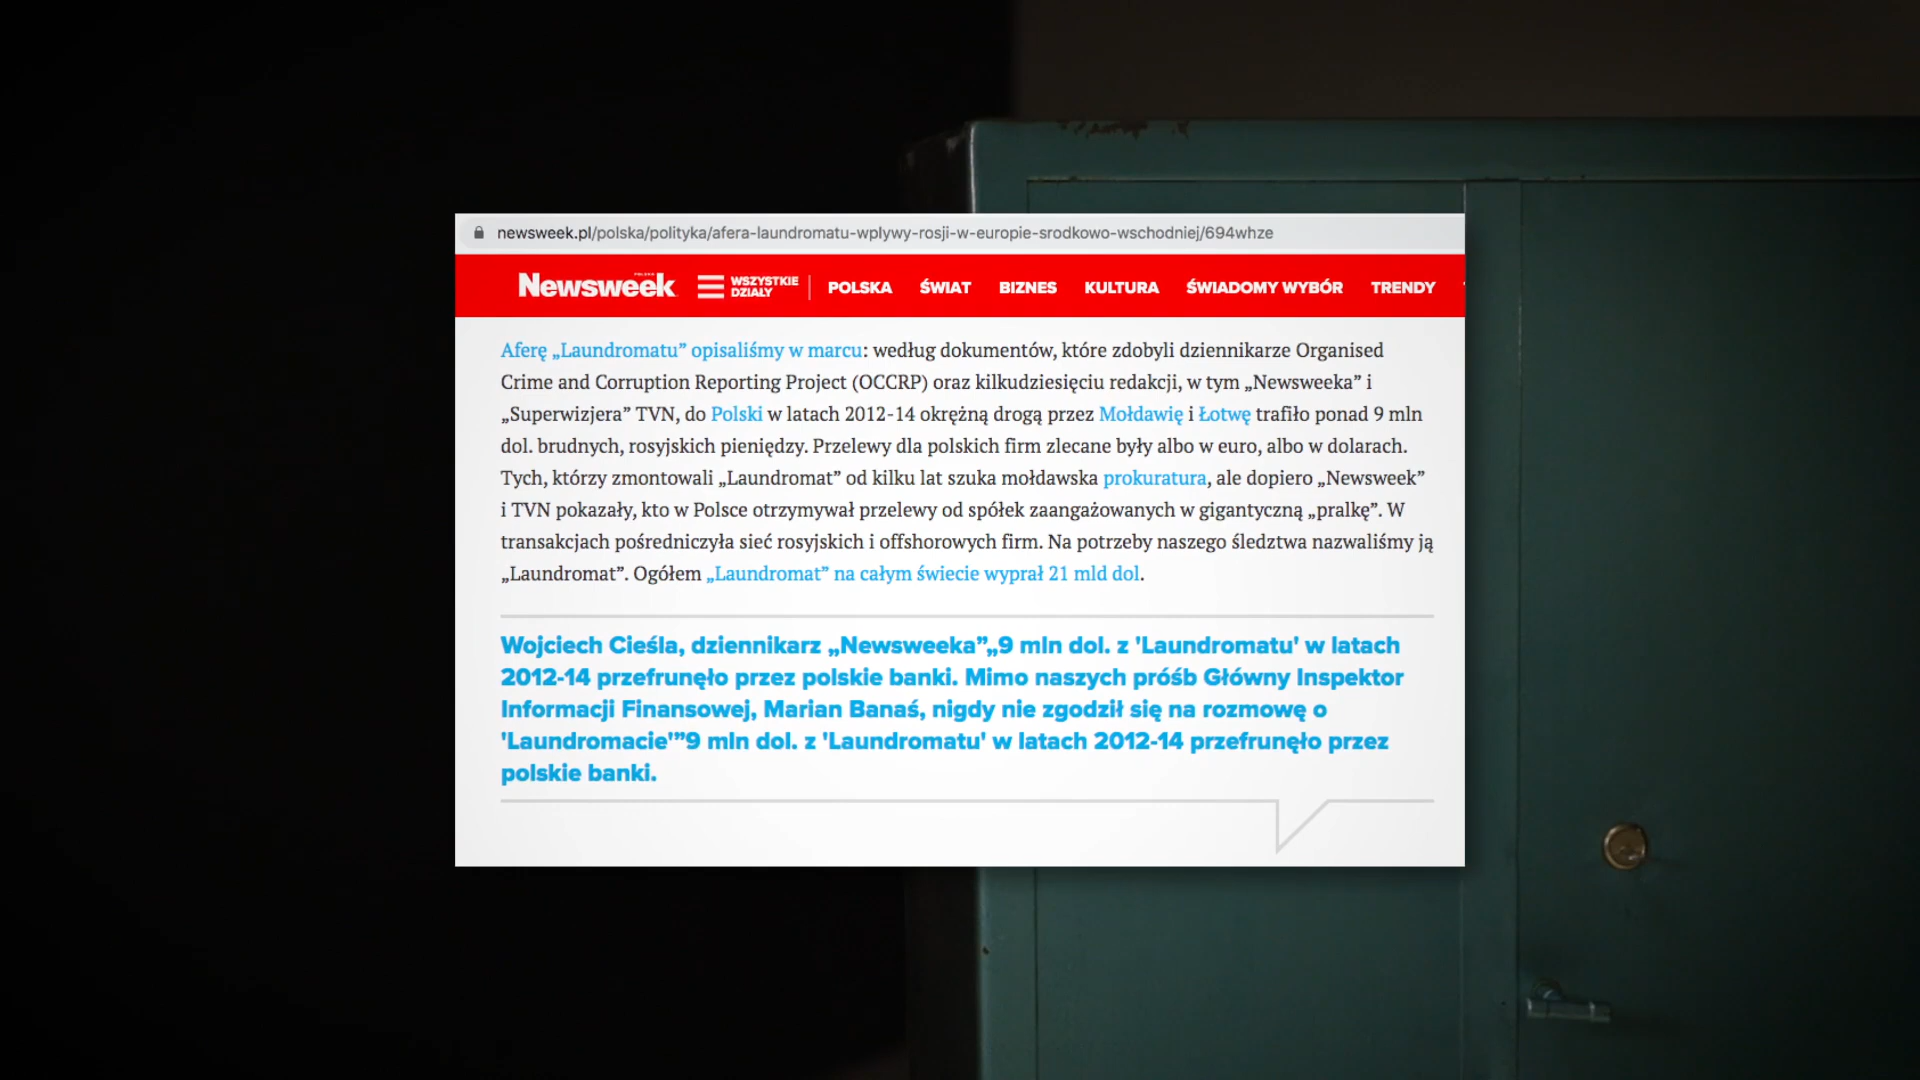 newsweek.pl/polska/polityka/afera-laundromatu-wplywy-rosji-w-europie-srodkowo-wschodniej/694whze
POLSKA
Newsweek WSZYSTKIE DZIAŁY POLSKA ŚWIAT BIZNES KULTURA ŚWIADOMY WYBÓR TRENDY
Aferę „Laundromatu” opisaliśmy w marcu: według dokumentów, które zdobyli dziennikarze Organised
Crime and Corruption Reporting Project (OCCRP) oraz kilkudziesięciu redakcji, w tym „Newsweeka” i
„Superwizjera” TVN, do Polski w latach 2012-14 okrężną drogą przez Mołdawię i Łotwę trafiło ponad 9 mln
dol. brudnych, rosyjskich pieniędzy. Przelewy dla polskich firm zlecane były albo w euro, albo w dolarach.
Tych, którzy zmontowali „Laundromat” od kilku lat szuka mołdawska prokuratura, ale dopiero „Newsweek”
i TVN pokazały, kto w Polsce otrzymywał przelewy od spółek zaangażowanych w gigantyczną „pralkę”. W
transakcjach pośredniczyła sieć rosyjskich i offshorowych firm. Na potrzeby naszego śledztwa nazwaliśmy ją
„Laundromat”. Ogółem „Laundromat” na całym świecie wyprał 21 mld dol.
Wojciech Cieśla, dziennikarz „Newsweeka”„9 mln dol. z 'Laundromatu' w latach
2012-14 przefrunęło przez polskie banki. Mimo naszych próśb Główny Inspektor
Informacji Finansowej, Marian Banaś, nigdy nie zgodził się na rozmowę o
'Laundromacie'”9 mln dol. z 'Laundromatu' w latach 2012-14 przefrunęło przez
polskie banki.